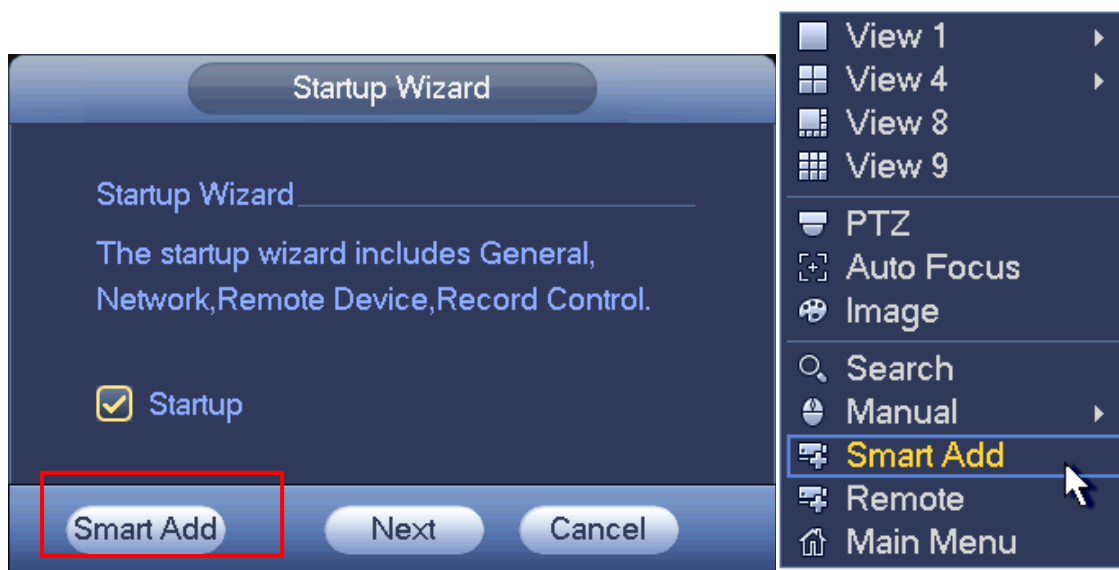 Startup Wizard
Startup Wizard
The startup wizard includes General,
Network,Remote Device,Record Control.
Startup
Smart Add
Next
Cancel
View 1
View 4
View 8
View 9
PTZ
Auto Focus
Image
Search
Manual
Smart Add
Remote
Main Menu